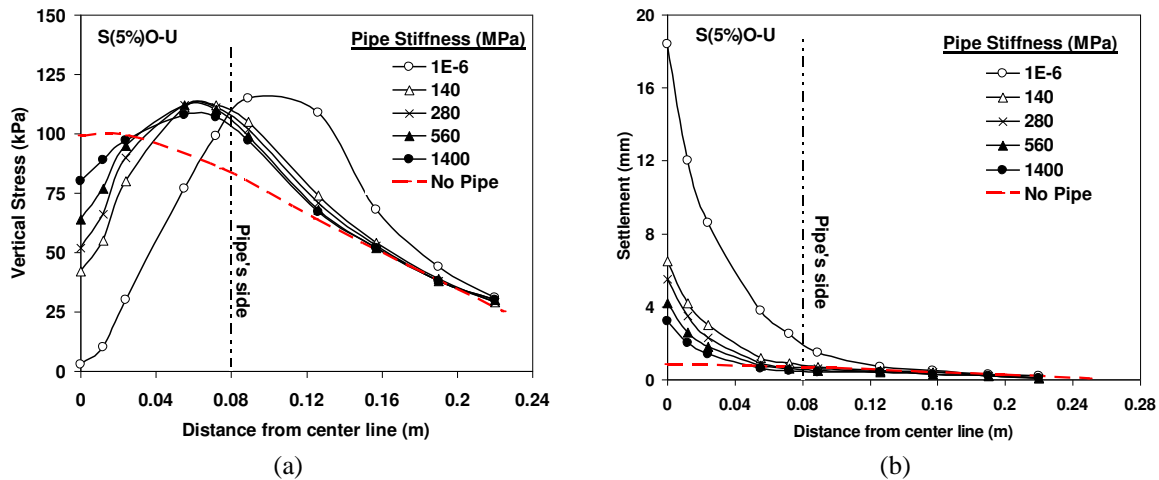 S(5%)O-U
Pipe Stiffness (MPa)
1E-6
140
280
560
1400
No Pipe
Pipe's side
Vertical Stress (kPa)
150
125
100
75
50
25
0
0 0.04 0.08 0.12 0.16 0.2 0.24
Distance from center line (m)
(a)
S(5%)O-U
Pipe Stiffness (MPa)
1E-6
140
280
560
1400
No Pipe
Pipe's side
Settlement (mm)
20
16
12
8
4
0
0 0.04 0.08 0.12 0.16 0.2 0.24 0.28
Distance from center line (m)
(b)